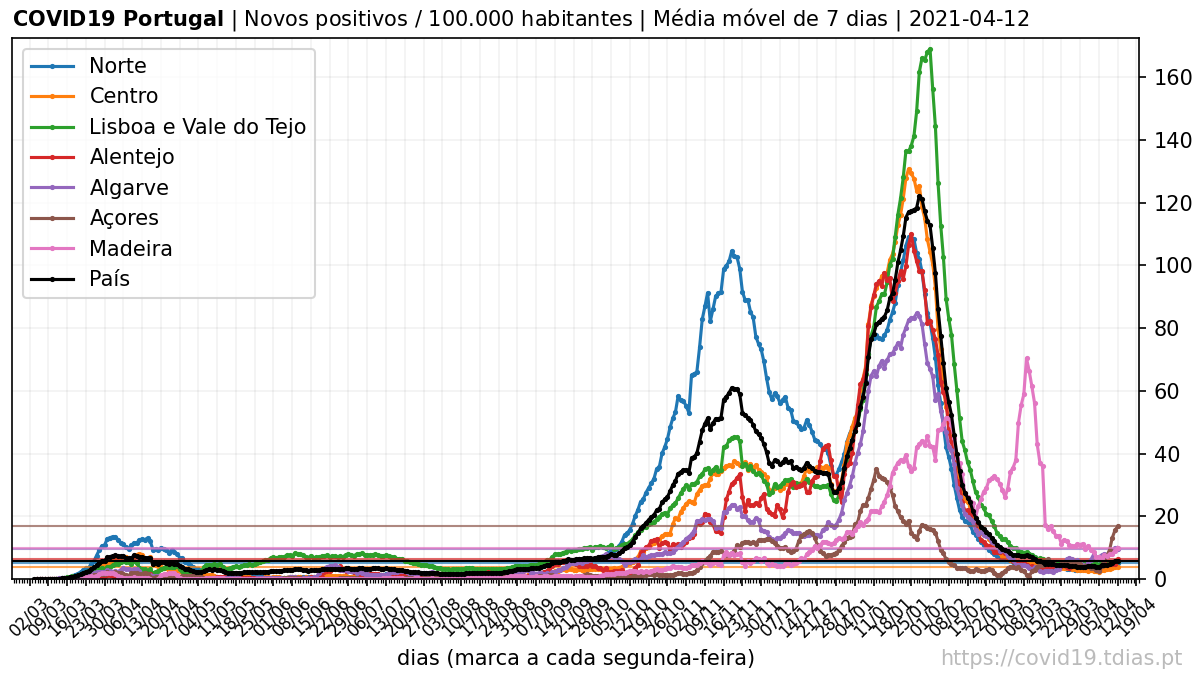 COVID19 Portugal | Novos positivos / 100.000 habitantes | Média móvel de 7 dias | 2021-04-12
Norte
Centro
Lisboa e Vale do Tejo
Alentejo
Algarve
Açores
Madeira
País
160
140
120
100
80
60
40
20
0
02/03 09/03 16/03 23/03 30/03 06/04 13/04 20/04 27/04 04/05 11/05 18/05 25/05 01/06 08/06 15/06 22/06 29/06 06/07 13/07 20/07 27/07 03/08 10/08 17/08 24/08 31/08 07/09 14/09 21/09 28/09 05/10 12/10 19/10 26/10 02/11 09/11 16/11 23/11 30/11 07/12 14/12 21/12 28/12 04/01 11/01 18/01 25/01 01/02 08/02 15/02 22/02 01/03 08/03 15/03 22/03 29/03 05/04 12/04 19/04
dias (marca a cada segunda-feira)
https://covid19.tdias.pt